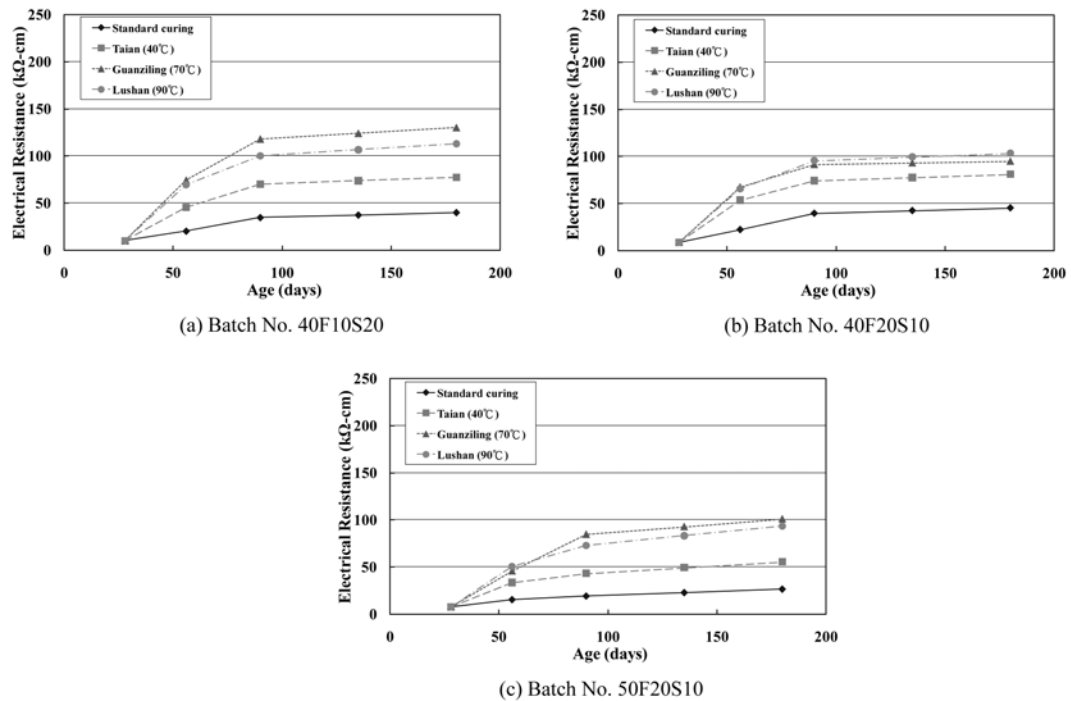 250
200
150
100
50
0
Electrical Resistance (kΩ-cm)
Standard curing
Taian (40℃)
Guanziling (70℃)
Lushan (90℃)
0 50 100 150 200
Age (days)
(a) Batch No. 40F10S20
250
200
150
100
50
0
Electrical Resistance (kΩ-cm)
Standard curing
Taian (40℃)
Guanziling (70℃)
Lushan (90℃)
0 50 100 150 200
Age (days)
(b) Batch No. 40F20S10
250
200
150
100
50
0
Electrical Resistance (kΩ-cm)
Standard curing
Taian (40℃)
Guanziling (70℃)
Lushan (90℃)
0 50 100 150 200
Age (days)
(c) Batch No. 50F20S10